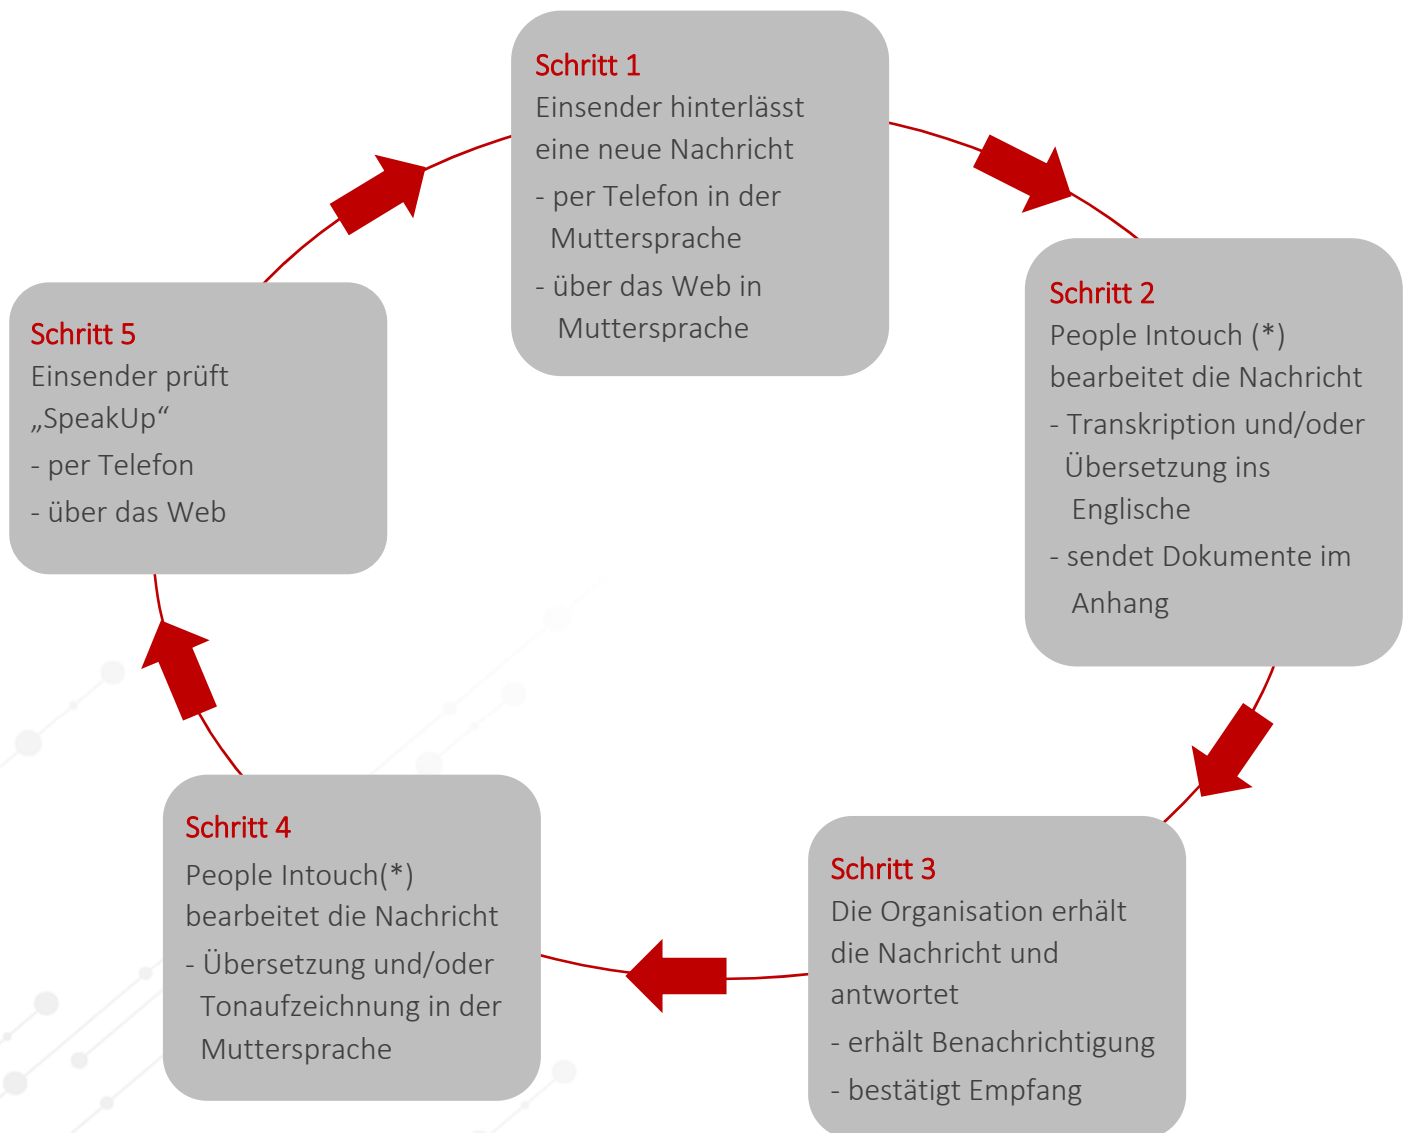 Schritt 1
Einsender hinterlässt
eine neue Nachricht
- per Telefon in der
Muttersprache
- über das Web in
Muttersprache
Schritt 2
People Intouch (*)
bearbeitet die Nachricht
- Transkription und/oder
Übersetzung ins
Englische
- sendet Dokumente im
Anhang
Schritt 3
Die Organisation erhält
die Nachricht und
antwortet
- erhält Benachrichtigung
- bestätigt Empfang
Schritt 4
People Intouch(*)
bearbeitet die Nachricht
- Übersetzung und/oder
Tonaufzeichnung in der
Muttersprache
Schritt 5
Einsender prüft
„SpeakUp“
- per Telefon
- über das Web